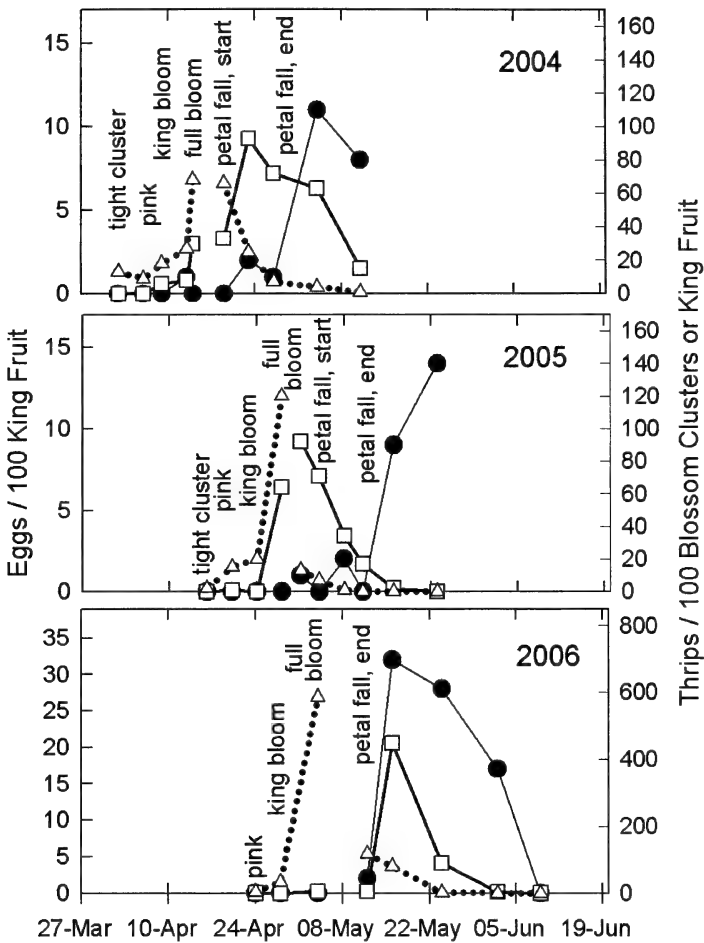 15
10
5
0
160
140
120
100
80
60
40
20
0
2004
tight cluster
pink
king bloom
full bloom
petal fall, start
petal fall, end
15
10
5
0
160
140
120
100
80
60
40
20
0
2005
tight cluster
pink
king bloom
full
bloom
petal fall, start
petal fall, end
35
30
25
20
15
10
5
0
800
600
400
200
0
2006
pink
king bloom
full
bloom
petal fall, end
27-Mar 10-Apr 24-Apr 08-May 22-May 05-Jun 19-Jun
Eggs / 100 King Fruit
Thrips / 100 Blossom Clusters or King Fruit